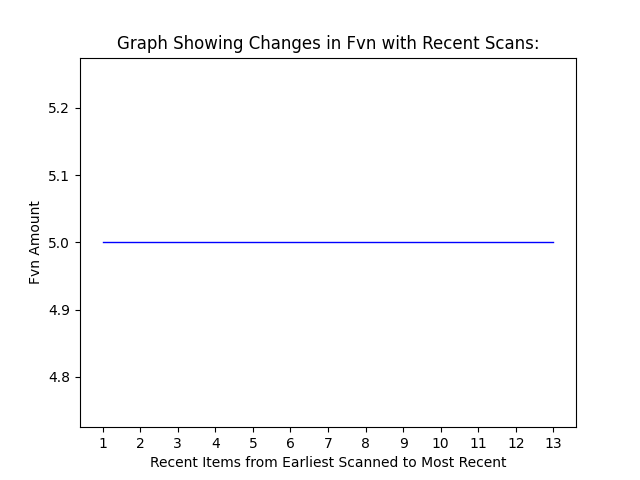 Graph Showing Changes in Fvn with Recent Scans:
5.2
5.1
5.0
4.9
4.8
Fvn Amount
1 2 3 4 5 6 7 8 9 10 11 12 13
Recent Items from Earliest Scanned to Most Recent